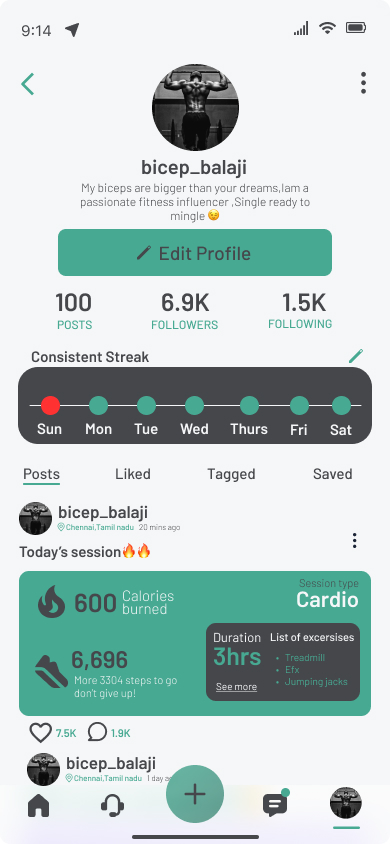 9:14
bicep_balaji
My biceps are bigger than your dreams,Iam a
passionate fitness influencer ,Single ready to
mingle 😉
Edit Profile
100
POSTS
6.9K
FOLLOWERS
1.5K
FOLLOWING
Consistent Streak
Sun Mon Tue Wed Thurs Fri Sat
Posts Liked Tagged Saved
bicep_balaji
Chennai,Tamil nadu 20 mins ago
Today's session🔥🔥
600 Calories
burned
Session type
Cardio
6,696
More 3304 steps to go
don't give up!
Duration
3hrs
See more
List of excersises
• Treadmill
• Efx
• Jumping jacks
7.5K 1.9K
bicep_balaji
Chennai,Tamil nadu 1 day